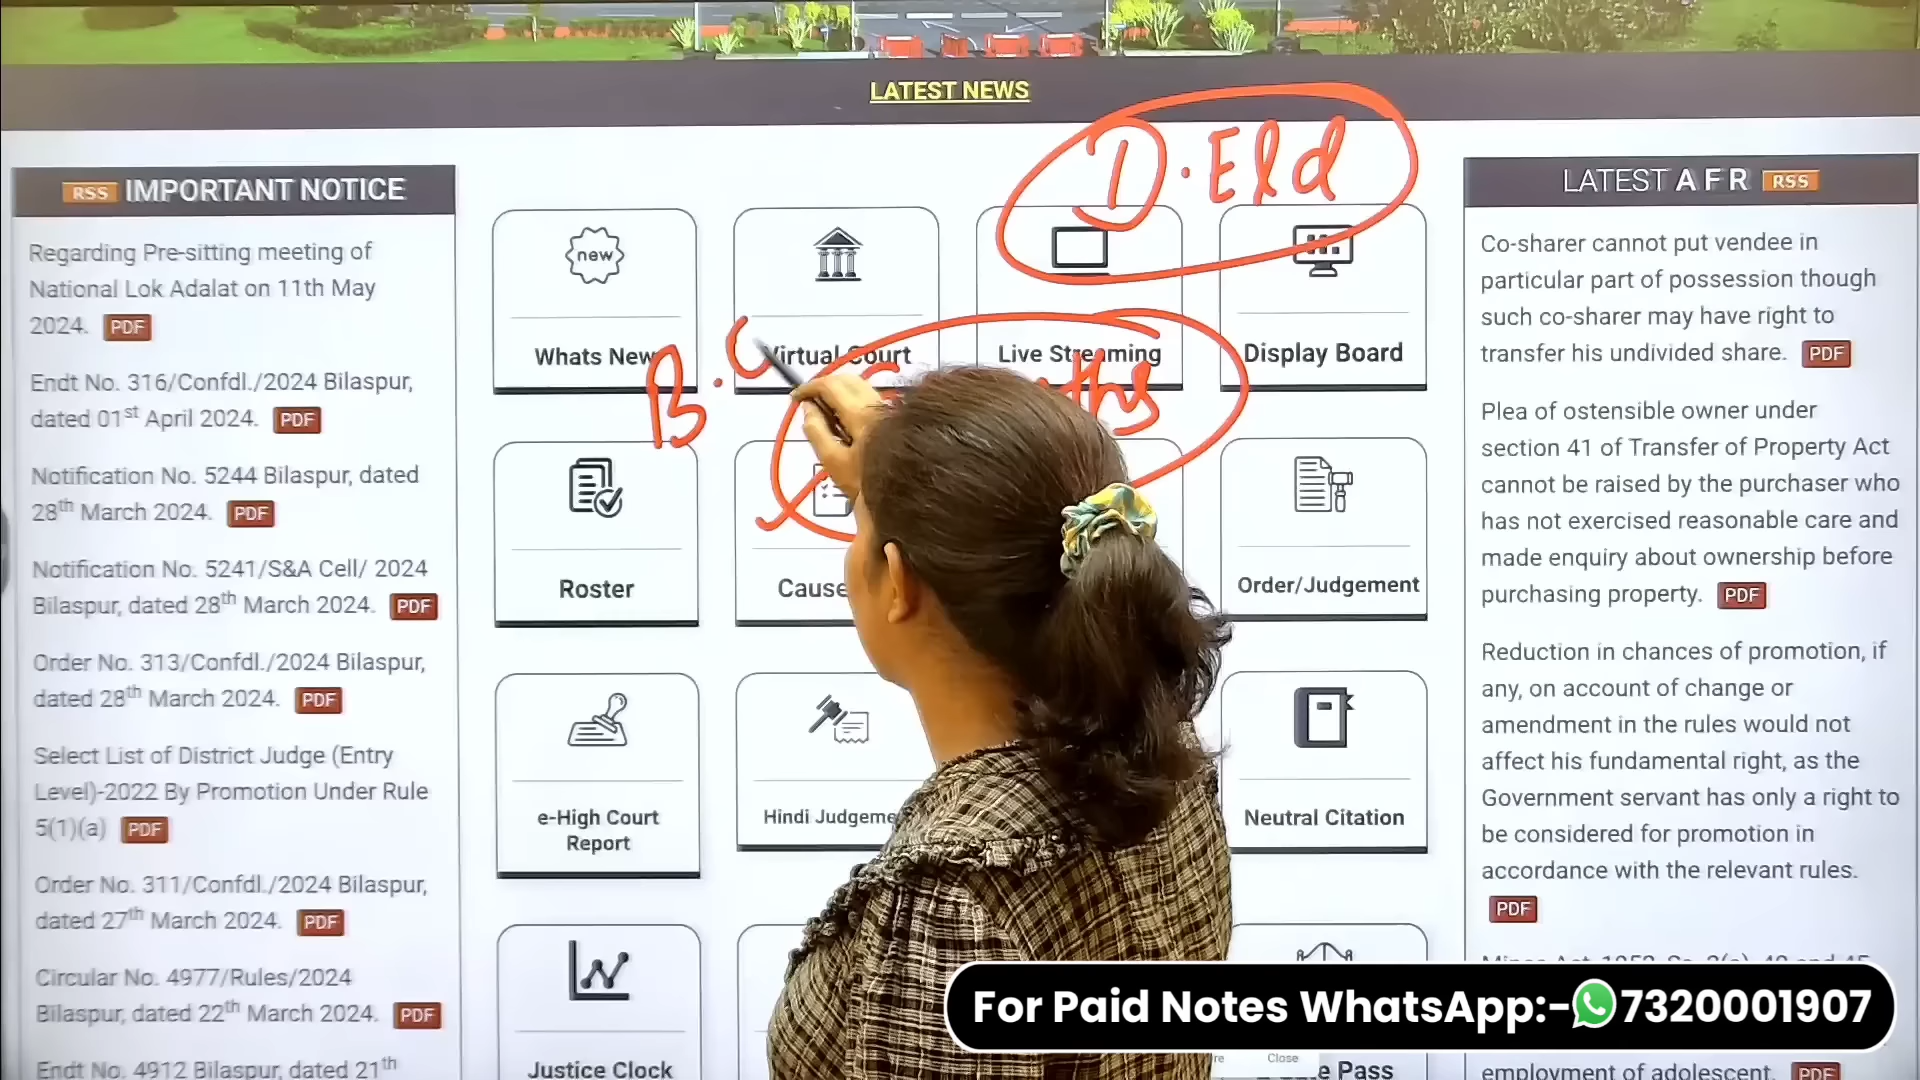 LATEST NEWS
D.Eld
RSS IMPORTANT NOTICE
Regarding Pre-sitting meeting of
National Lok Adalat on 11th May
2024. PDF
Endt No. 316/Confdl./2024 Bilaspur,
dated 01st April 2024. PDF
Notification No. 5244 Bilaspur, dated
28th March 2024. PDF
Notification No. 5241/S&A Cell/ 2024
Bilaspur, dated 28th March 2024. PDF
Order No. 313/Confdl./2024 Bilaspur,
dated 28th March 2024. PDF
Select List of District Judge (Entry
Level)-2022 By Promotion Under Rule
5(1)(a) PDF
Order No. 311/Confdl./2024 Bilaspur,
dated 27th March 2024. PDF
Circular No. 4977/Rules/2024
Bilaspur, dated 22th March 2024. PDF
Endt No. 4912 Bilaspur, dated 21th
new
Whats New
Virtual Court
Live Streaming
Display Board
B.
Roster
Cause
Order/Judgement
e-High Court
Report
Hindi Judgeme
Neutral Citation
Justice Clock
Pass
Close
LATEST AFR RSS
Co-sharer cannot put vendee in
particular part of possession though
such co-sharer may have right to
transfer his undivided share. PDF
Plea of ostensible owner under
section 41 of Transfer of Property Act
cannot be raised by the purchaser who
has not exercised reasonable care and
made enquiry about ownership before
purchasing property. PDF
Reduction in chances of promotion, if
any, on account of change or
amendment in the rules would not
affect his fundamental right, as the
Government servant has only a right to
be considered for promotion in
accordance with the relevant rules.
PDF
employment of adolescent. PDF
For Paid Notes WhatsApp:-7320001907